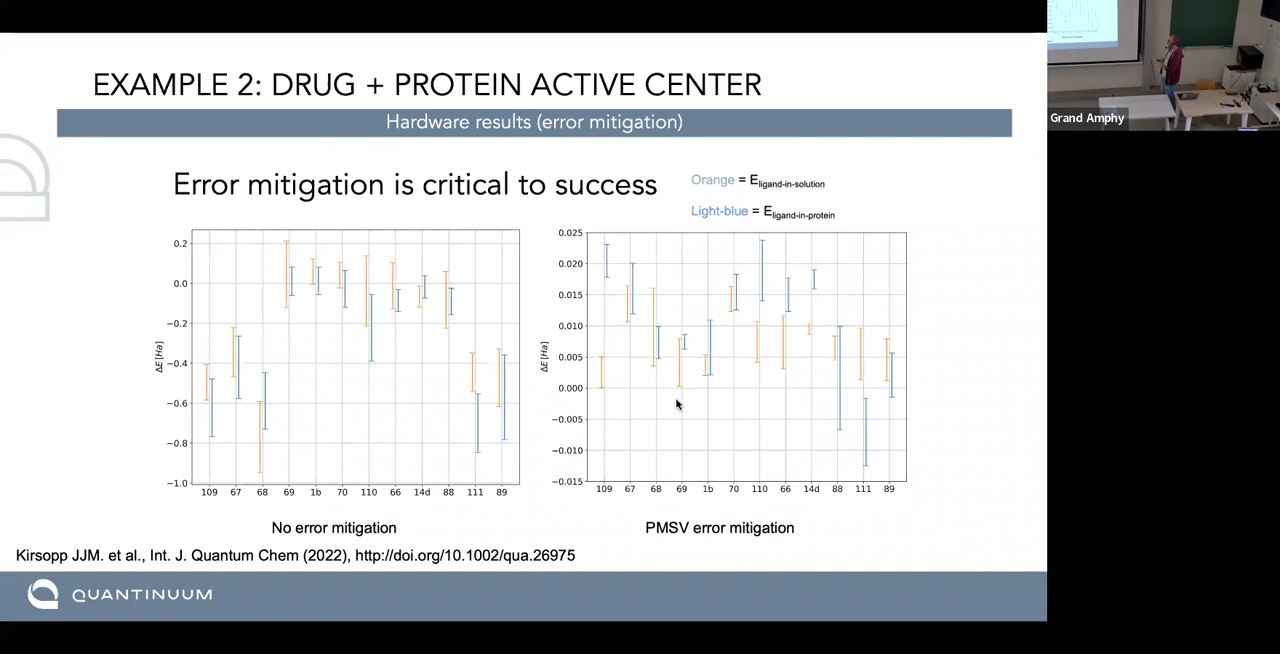 EXAMPLE 2: DRUG + PROTEIN ACTIVE CENTER
Hardware results (error mitigation)
Error mitigation is critical to success
Orange = Eligand-in-solution
Light-blue = Eligand-in-protein
0.2
0.0
−0.2
−0.4
−0.6
−0.8
−1.0
ΔE[Ha]
109 67 68 69 1b 70 110 66 14d 88 111 89
No error mitigation
0.025
0.020
0.015
0.010
0.005
0.000
−0.005
−0.010
−0.015
ΔE[Ha]
109 67 68 69 1b 70 110 66 14d 88 111 89
PMSV error mitigation
Kirsopp JJM. et al., Int. J. Quantum Chem (2022), http://doi.org/10.1002/qua.26975
QUANTINUUM
Grand Amphy